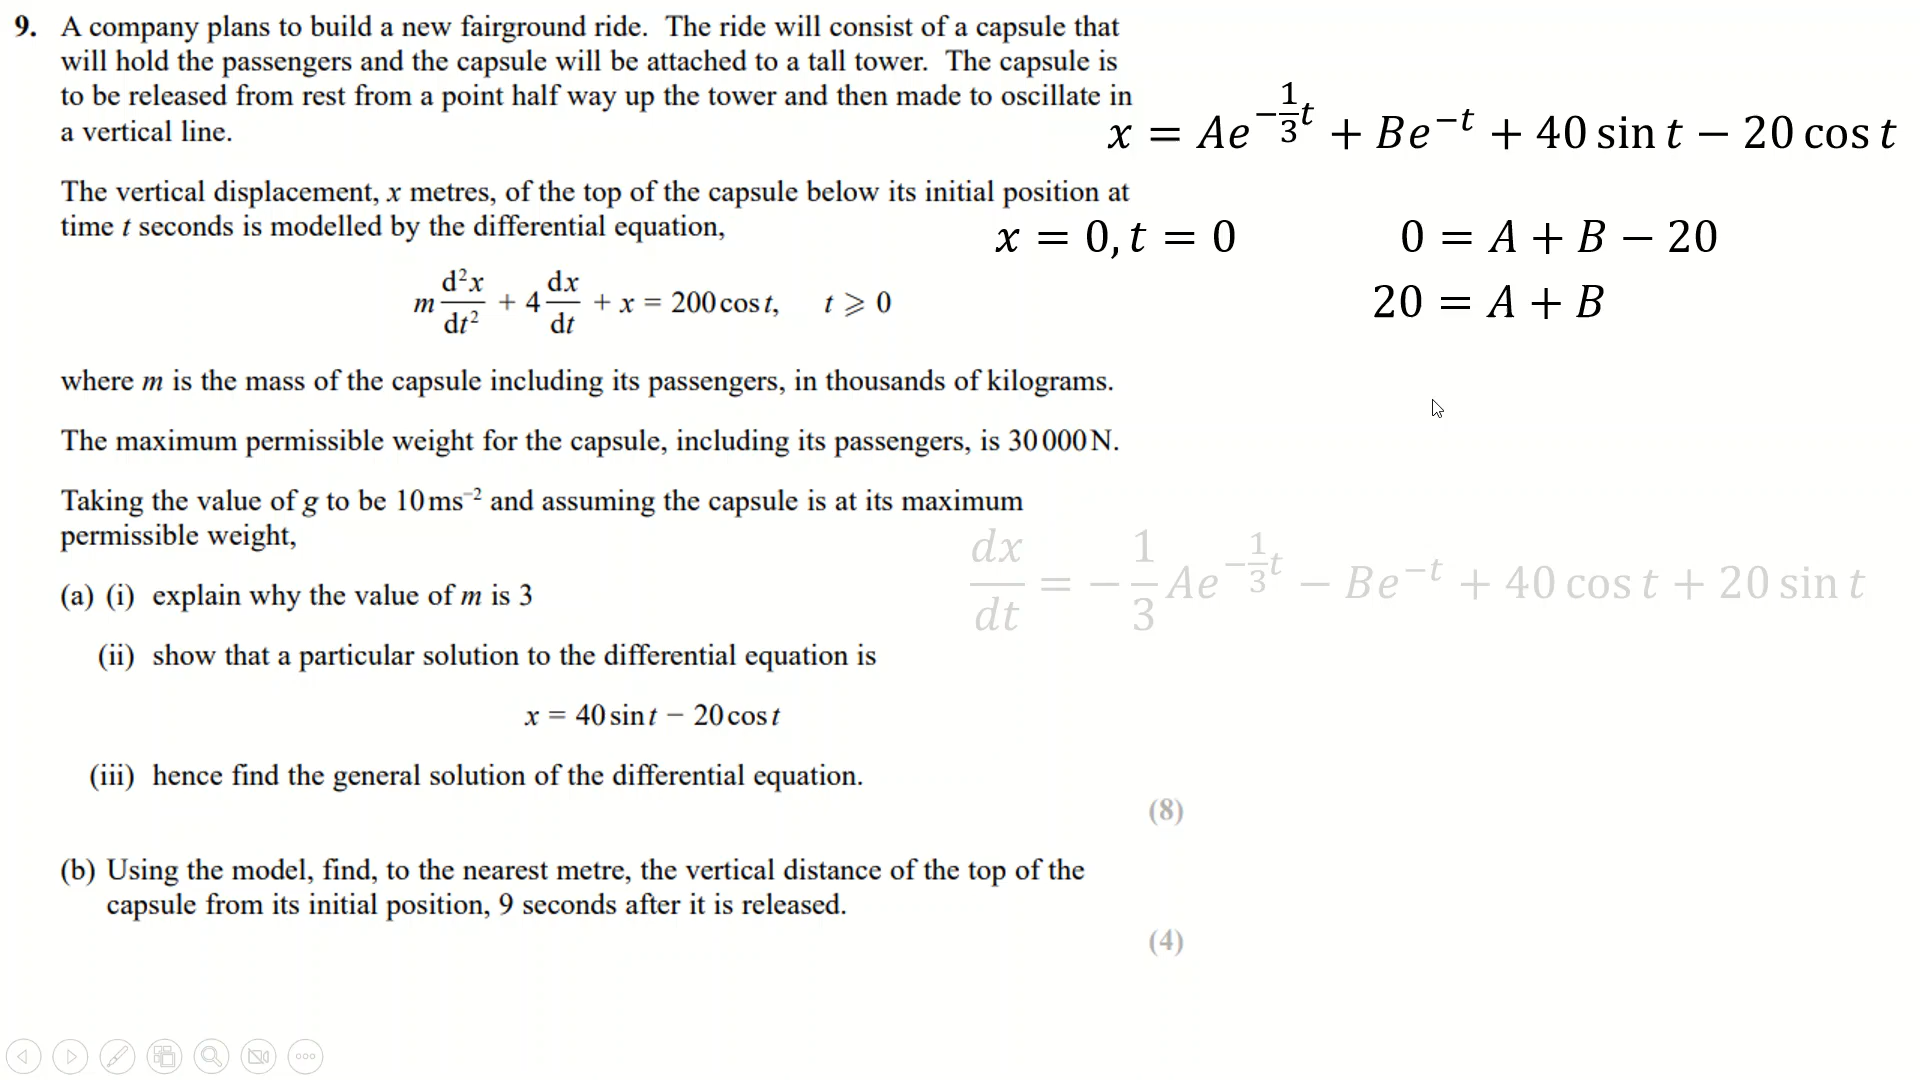 9. A company plans to build a new fairground ride. The ride will consist of a capsule that
will hold the passengers and the capsule will be attached to a tall tower. The capsule is
to be released from rest from a point half way up the tower and then made to oscillate in
a vertical line.
The vertical displacement, x metres, of the top of the capsule below its initial position at
time t seconds is modelled by the differential equation,
m d²x/dt² + 4 dx/dt + x = 200 cos t, t ⩾ 0
where m is the mass of the capsule including its passengers, in thousands of kilograms.
The maximum permissible weight for the capsule, including its passengers, is 30 000 N.
Taking the value of g to be 10 ms⁻² and assuming the capsule is at its maximum
permissible weight,
(a) (i) explain why the value of m is 3
(ii) show that a particular solution to the differential equation is
x = 40 sin t − 20 cos t
(iii) hence find the general solution of the differential equation.
(8)
(b) Using the model, find, to the nearest metre, the vertical distance of the top of the
capsule from its initial position, 9 seconds after it is released.
(4)
x = Ae^(−1/3 t) + Be^(−t) + 40 sin t − 20 cos t
x = 0, t = 0
0 = A + B − 20
20 = A + B
dx/dt = −1/3 Ae^(−1/3 t) − Be^(−t) + 40 cos t + 20 sin t